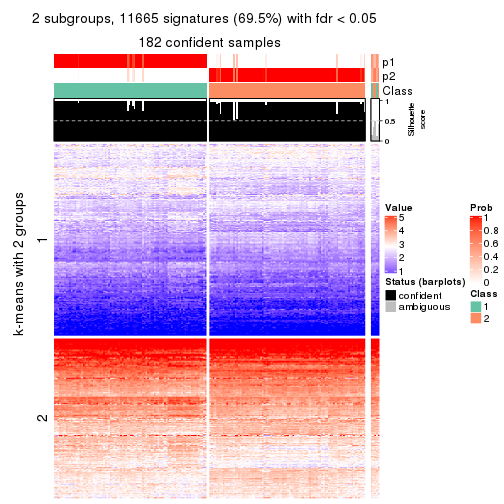 2 subgroups, 11665 signatures (69.5%) with fdr < 0.05
182 confident samples
p1
p2
Class
1
0.5
0
Silhouette
score
k-means with 2 groups
1
2
Value
5
4
3
2
1
Status (barplots)
confident
ambiguous
Prob
1
0.8
0.6
0.4
0.2
0
Class
1
2